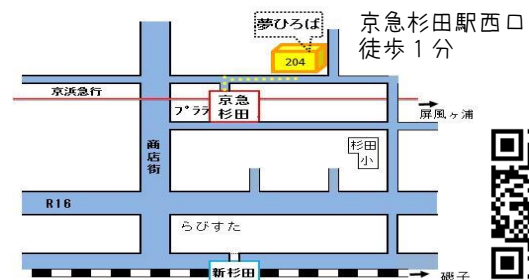 夢ひろば
204
京急杉田駅西口
徒歩1分
京浜急行
プララ
京急
杉田
屏風ヶ浦
商店街
杉田
小
R16
らびすた
新杉田
磯子